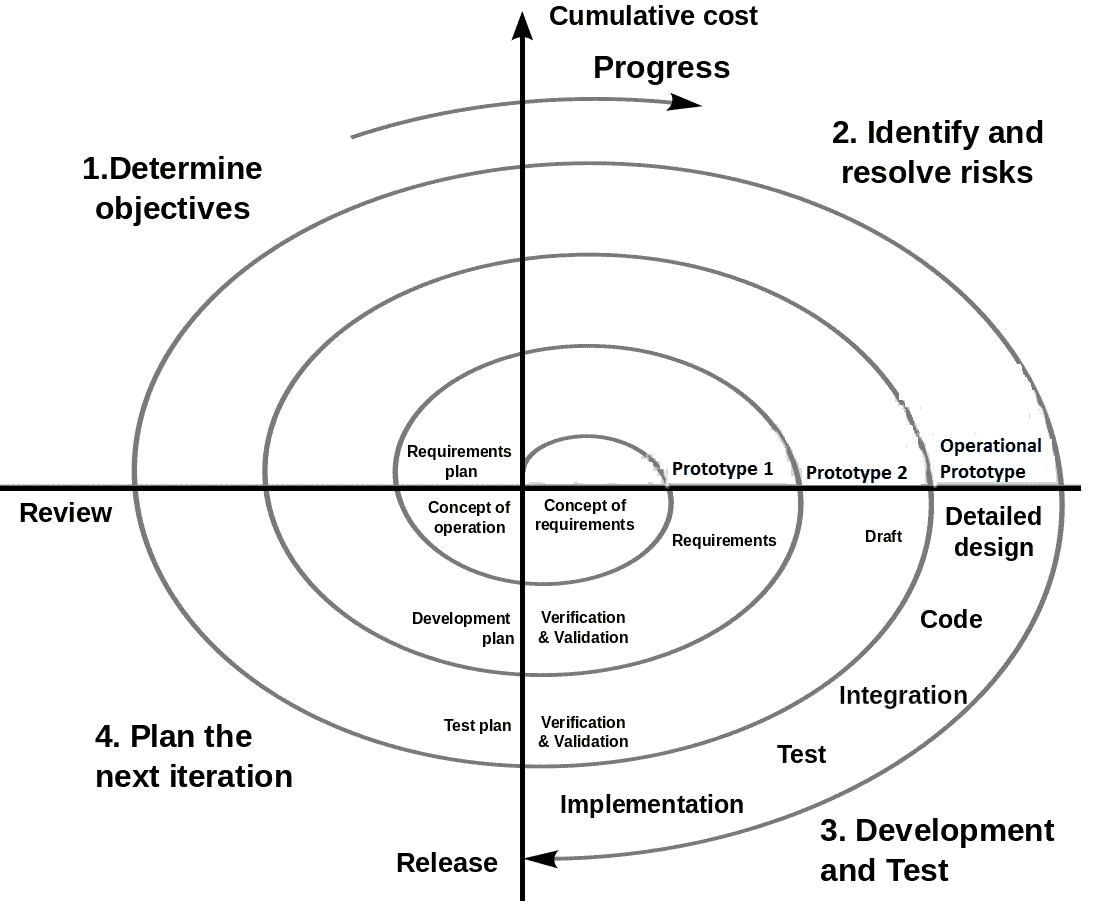 Cumulative cost
Progress
1.Determine
objectives
2. Identify and
resolve risks
Requirements
plan
Prototype 1
Prototype 2
Operational
Prototype
Review
Concept of
operation
Concept of
requirements
Requirements
Draft
Detailed
design
Development
plan
Verification
& Validation
Code
Integration
Test plan
Verification
& Validation
Test
Implementation
4. Plan the
next iteration
Release
3. Development
and Test